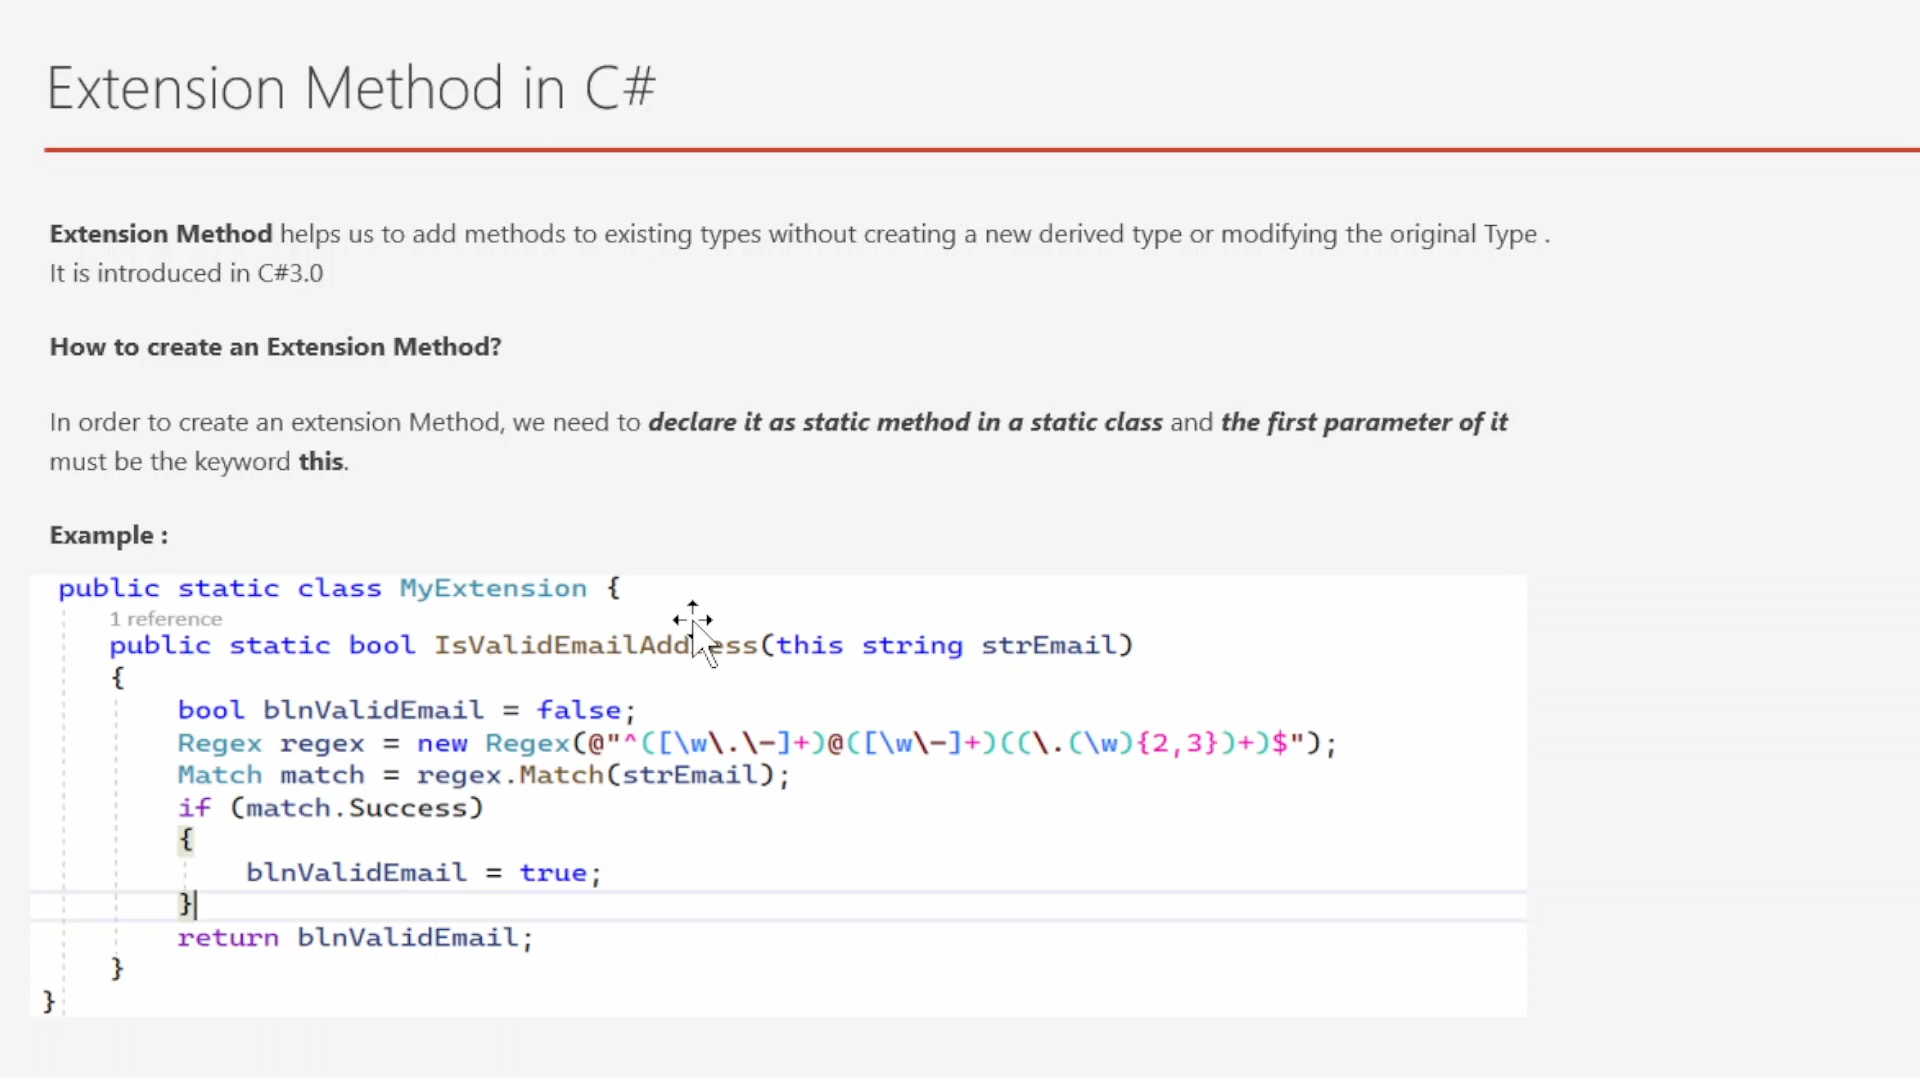 Extension Method in C#
Extension Method helps us to add methods to existing types without creating a new derived type or modifying the original Type .
It is introduced in C#3.0
How to create an Extension Method?
In order to create an extension Method, we need to declare it as static method in a static class and the first parameter of it
must be the keyword this.
Example :
public static class MyExtension {
1 reference
public static bool IsValidEmailAddress(this string strEmail)
{
bool blnValidEmail = false;
Regex regex = new Regex(@"^([\w\.\-]+)@([\w\-]+)((\.(\w){2,3})+)$");
Match match = regex.Match(strEmail);
if (match.Success)
{
blnValidEmail = true;
}
return blnValidEmail;
}
}